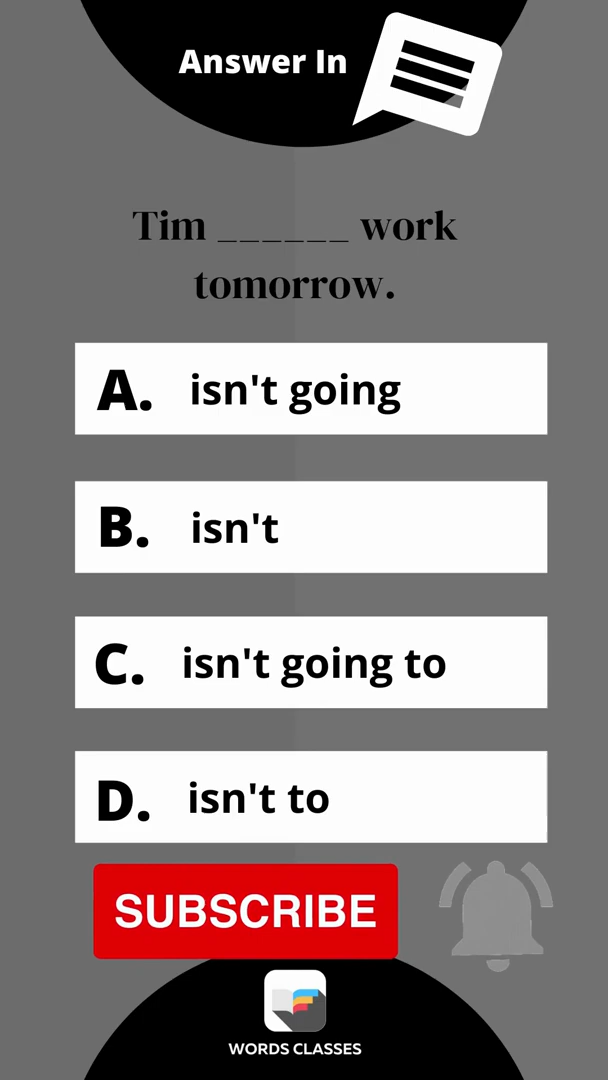 Answer In
Tim ______ work
tomorrow.
A. isn't going
B. isn't
C. isn't going to
D. isn't to
SUBSCRIBE
WORDS CLASSES